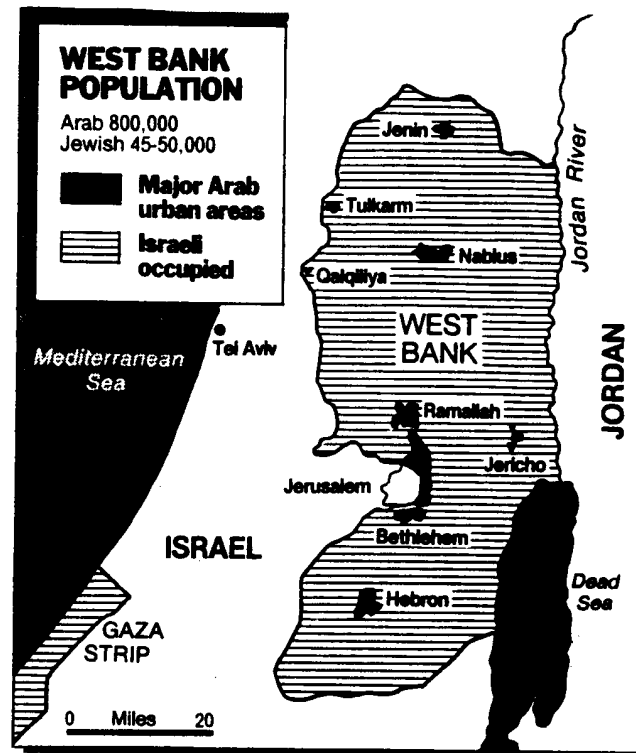 WEST BANK
POPULATION
Arab 800,000
Jewish 45-50,000
Major Arab
urban areas
Israeli
occupied
Jenin
Tulkarm
Nablus
Qalqiliya
Jordan River
Tel Aviv
Mediterranean
Sea
WEST
BANK
JORDAN
Ramallah
Jericho
Jerusalem
Bethlehem
ISRAEL
Hebron
Dead
Sea
GAZA
STRIP
0 Miles 20